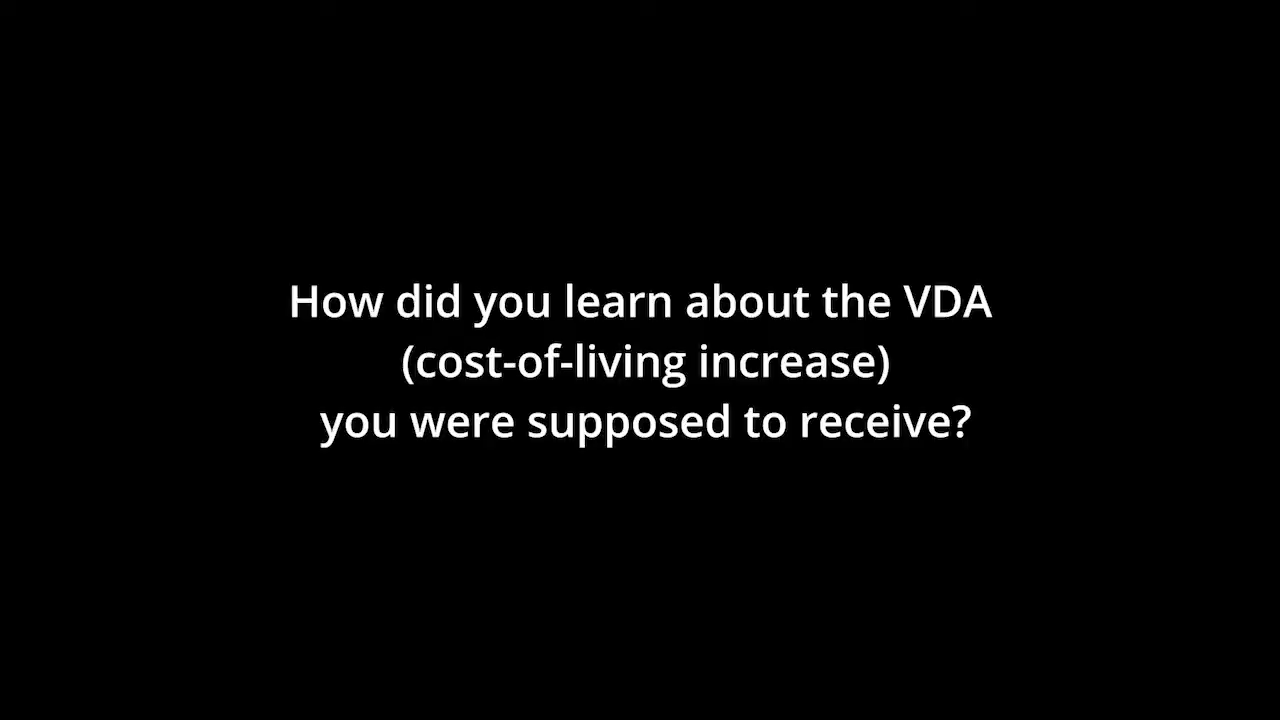 How did you learn about the VDA
(cost-of-living increase)
you were supposed to receive?